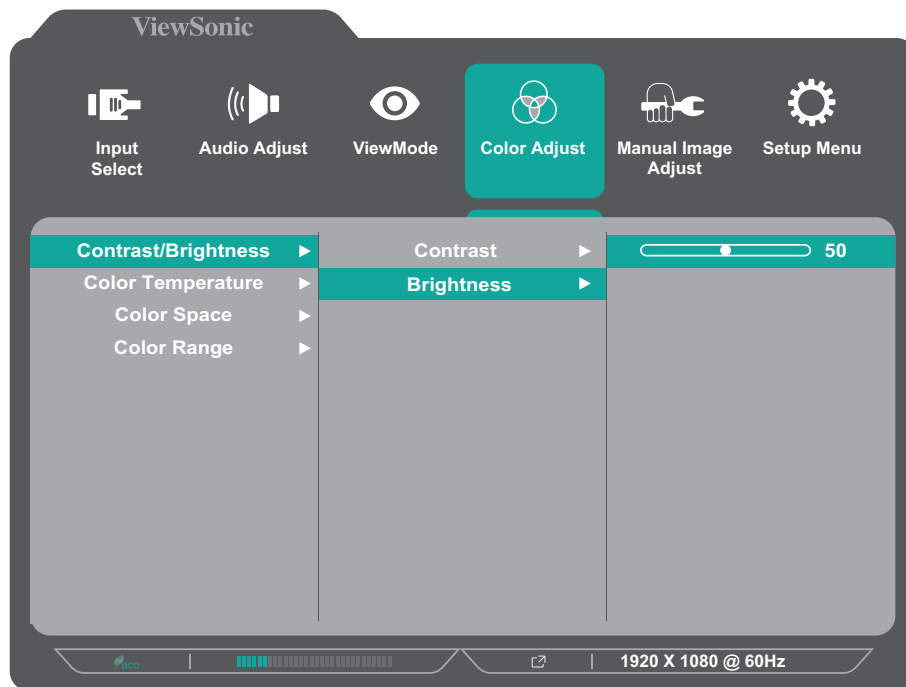 ViewSonic
Input
Select
Audio Adjust
ViewMode
Color Adjust
Manual Image
Adjust
Setup Menu
Contrast/Brightness
Color Temperature
Color Space
Color Range
Contrast
Brightness
50
eco
1920 X 1080 @ 60Hz